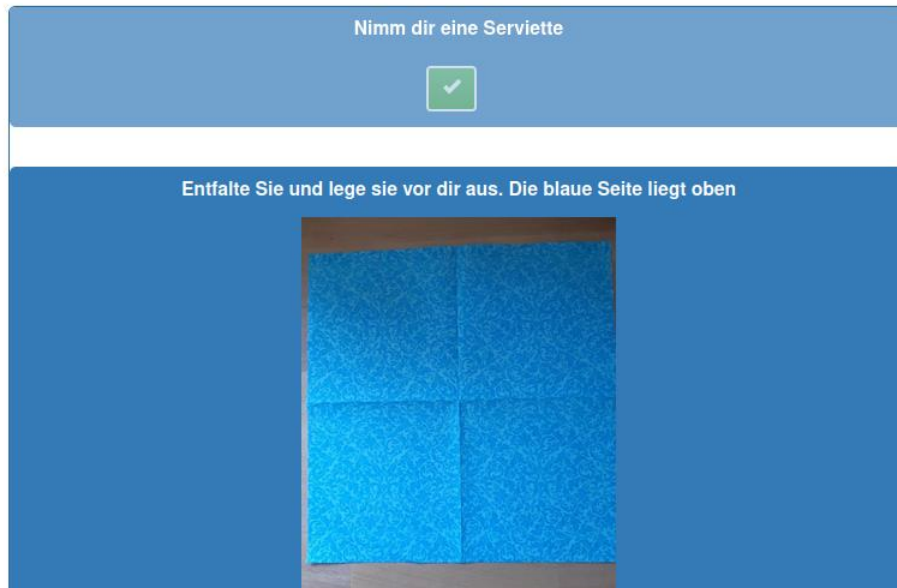 Nimm dir eine Serviette
Entfalte Sie und lege sie vor dir aus. Die blaue Seite liegt oben